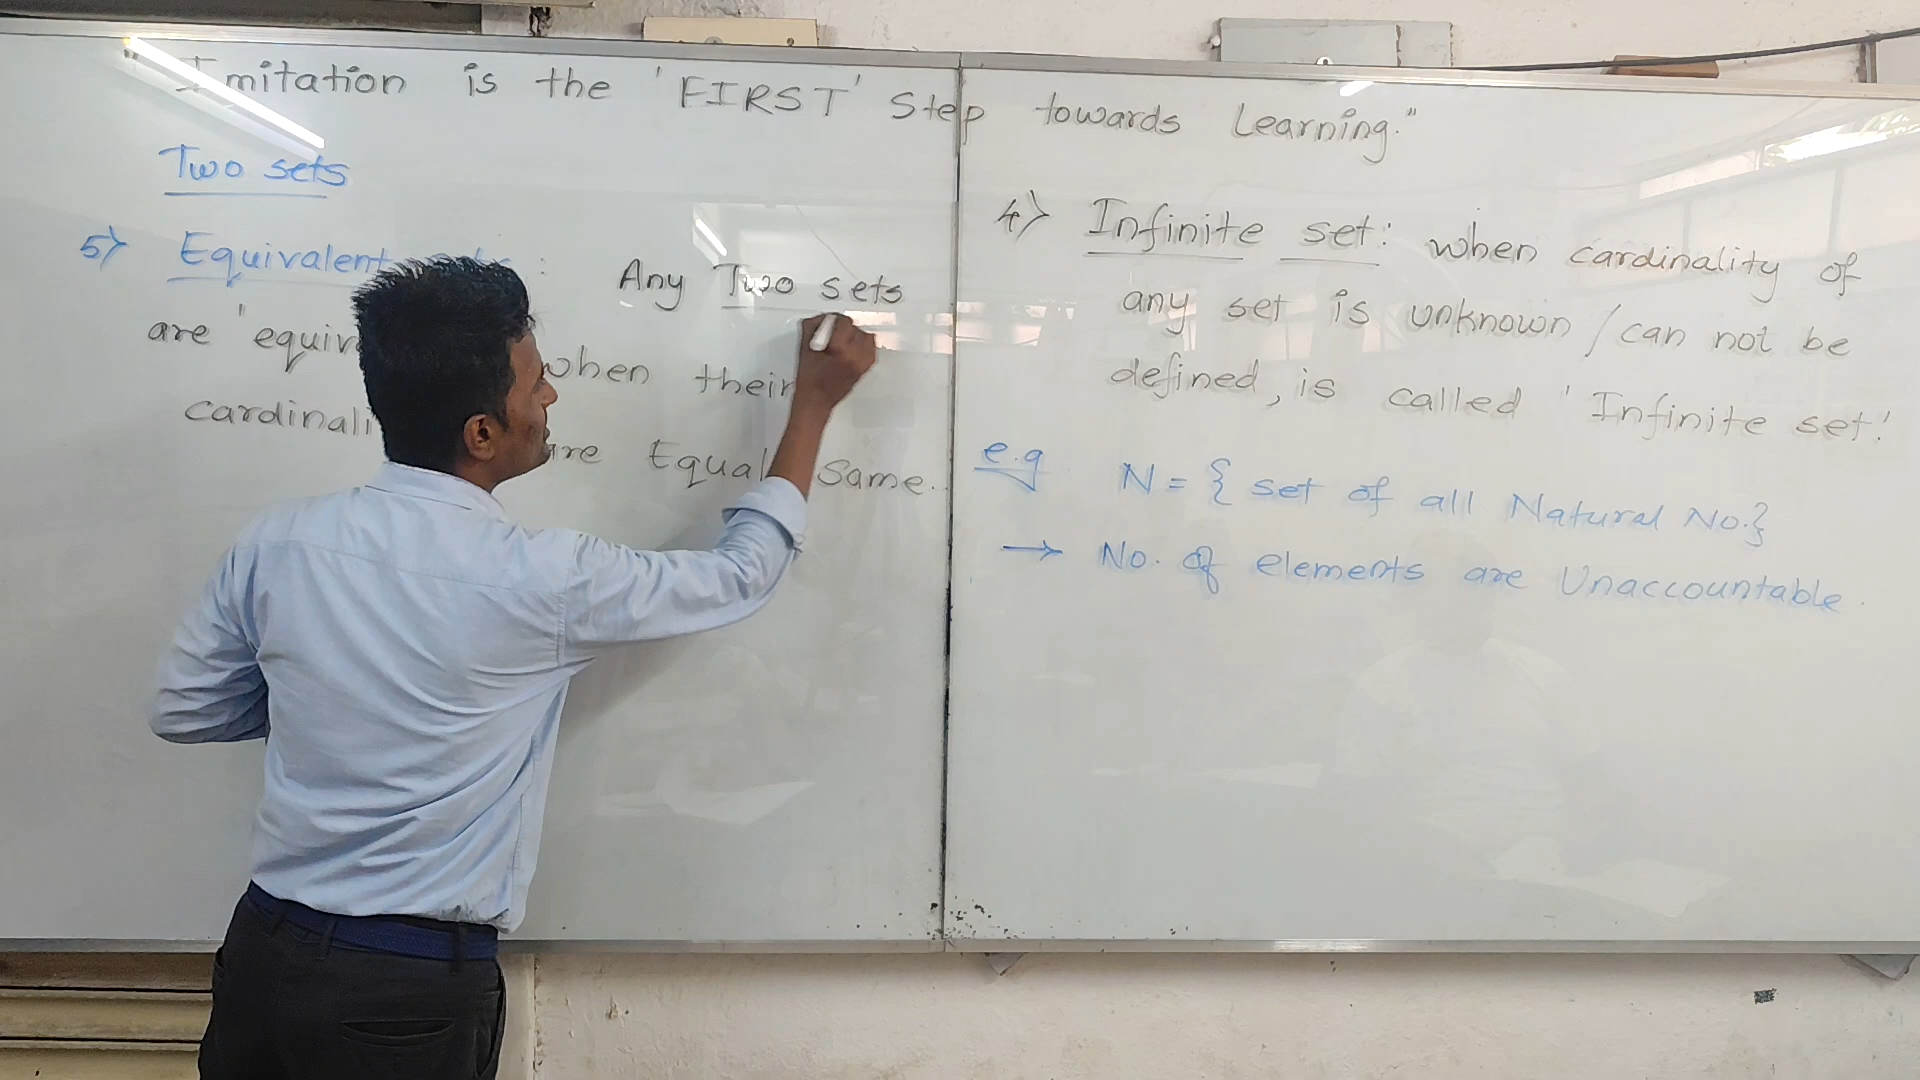 " Imitation is the 'FIRST' Step towards Learning."
Two sets
5) Equivalent : Any Two sets
are 'equiv when their
cardinali are Equal same.
4) Infinite set: when cardinality of
any set is unknown / can not be
defined, is called 'Infinite set'
e.g N = { set of all Natural No.}
→ No. of elements are Unaccountable.